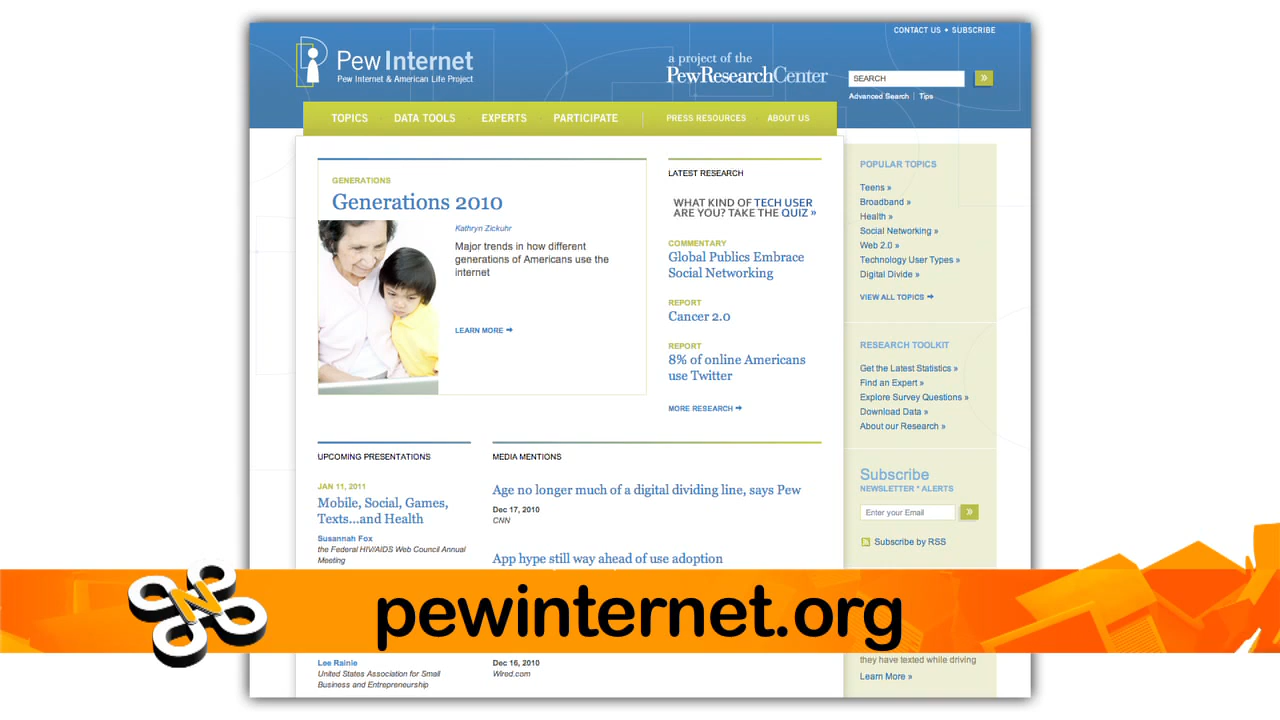 CONTACT US • SUBSCRIBE
Pew Internet
Pew Internet & American Life Project
a project of the
PewResearchCenter
SEARCH
»
Advanced Search | Tips
TOPICS · DATA TOOLS · EXPERTS · PARTICIPATE | PRESS RESOURCES · ABOUT US
GENERATIONS
Generations 2010
Kathryn Zickuhr
Major trends in how different
generations of Americans use the
internet
LEARN MORE ➡
LATEST RESEARCH
WHAT KIND OF TECH USER
ARE YOU? TAKE THE QUIZ »
COMMENTARY
Global Publics Embrace
Social Networking
REPORT
Cancer 2.0
REPORT
8% of online Americans
use Twitter
MORE RESEARCH ➡
POPULAR TOPICS
Teens »
Broadband »
Health »
Social Networking »
Web 2.0 »
Technology User Types »
Digital Divide »
VIEW ALL TOPICS ➡
RESEARCH TOOLKIT
Get the Latest Statistics »
Find an Expert »
Explore Survey Questions »
Download Data »
About our Research »
Subscribe
NEWSLETTER * ALERTS
Enter your Email
»
Subscribe by RSS
UPCOMING PRESENTATIONS
JAN 11, 2011
Mobile, Social, Games,
Texts...and Health
Susannah Fox
the Federal HIV/AIDS Web Council Annual
Meeting
MEDIA MENTIONS
Age no longer much of a digital dividing line, says Pew
Dec 17, 2010
CNN
App hype still way ahead of use adoption
N
pewinternet.org
Lee Rainie
United States Association for Small
Business and Entrepreneurship
Dec 16, 2010
Wired.com
they have texted while driving
Learn More »